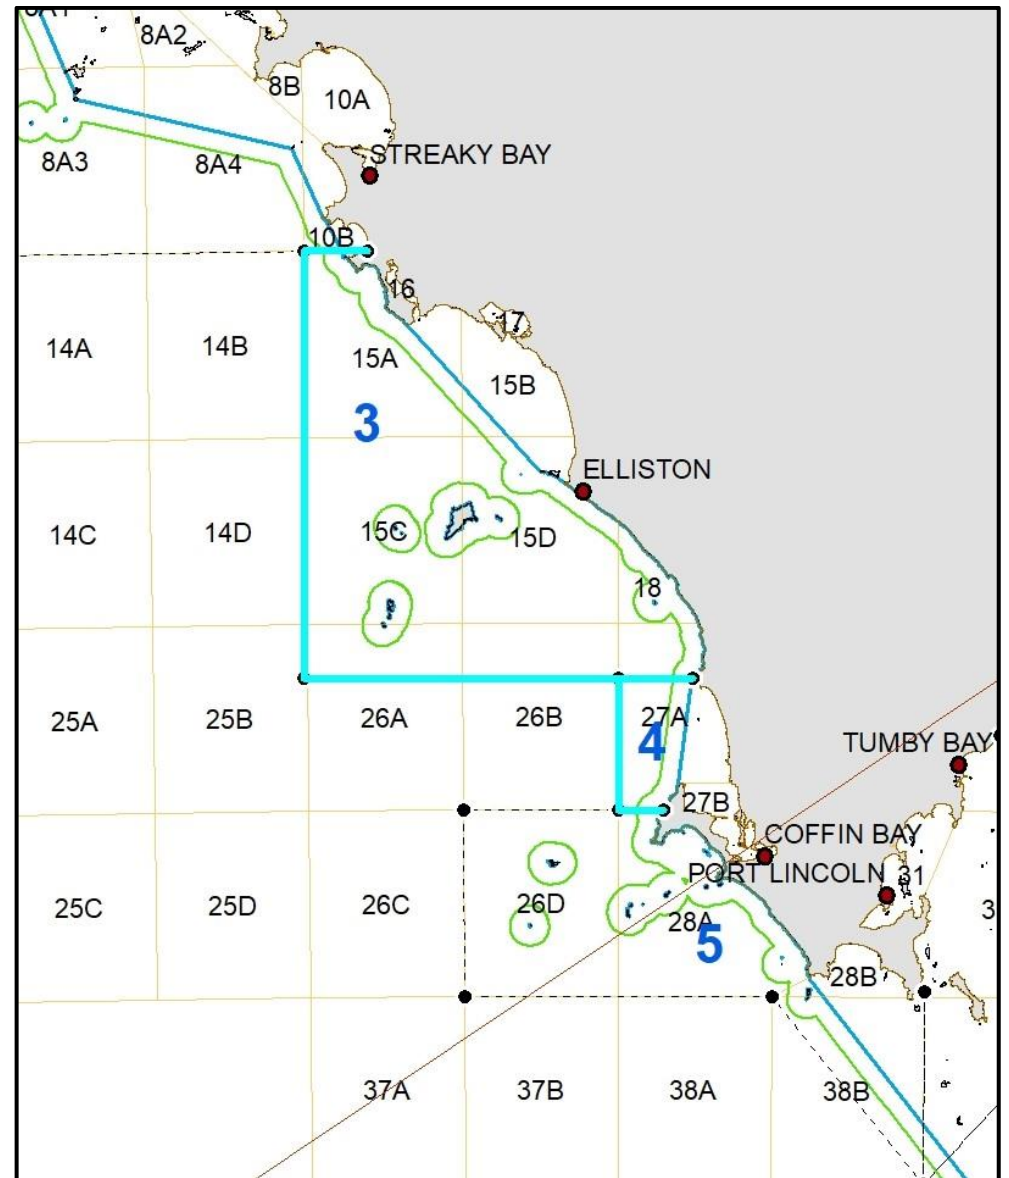 8A1
8A2
8B
10A
STREAKY BAY
8A3
8A4
10B
16
17
14A
14B
15A
15B
3
ELLISTON
14C
14D
15C
15D
18
25A
25B
26A
26B
27A
4
TUMBY BAY
27B
COFFIN BAY
PORT LINCOLN
31
25C
25D
26C
26D
28A
3
5
28B
37A
37B
38A
38B